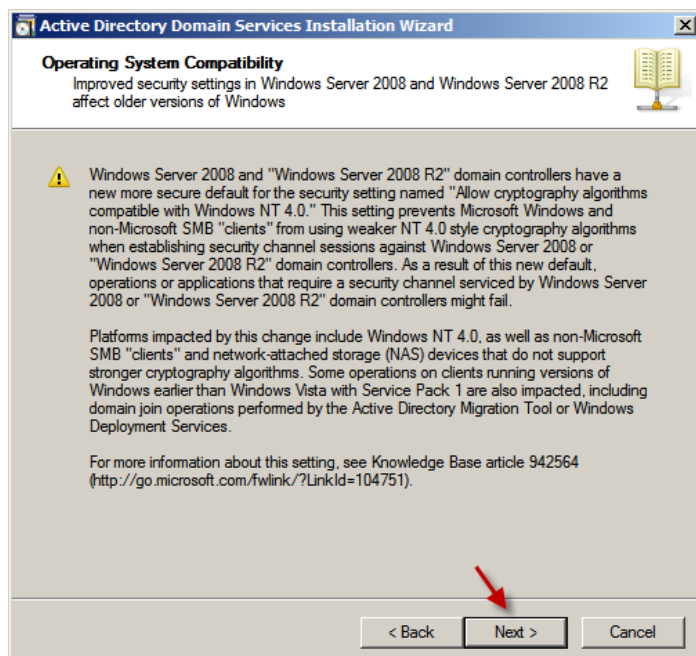 Active Directory Domain Services Installation Wizard
Operating System Compatibility
Improved security settings in Windows Server 2008 and Windows Server 2008 R2
affect older versions of Windows
Windows Server 2008 and "Windows Server 2008 R2" domain controllers have a
new more secure default for the security setting named "Allow cryptography algorithms
compatible with Windows NT 4.0." This setting prevents Microsoft Windows and
non-Microsoft SMB "clients" from using weaker NT 4.0 style cryptography algorithms
when establishing security channel sessions against Windows Server 2008 or
"Windows Server 2008 R2" domain controllers. As a result of this new default,
operations or applications that require a security channel serviced by Windows Server
2008 or "Windows Server 2008 R2" domain controllers might fail.
Platforms impacted by this change include Windows NT 4.0, as well as non-Microsoft
SMB "clients" and network-attached storage (NAS) devices that do not support
stronger cryptography algorithms. Some operations on clients running versions of
Windows earlier than Windows Vista with Service Pack 1 are also impacted, including
domain join operations performed by the Active Directory Migration Tool or Windows
Deployment Services.
For more information about this setting, see Knowledge Base article 942564
(http://go.microsoft.com/fwlink/?LinkId=104751).
< Back Next > Cancel